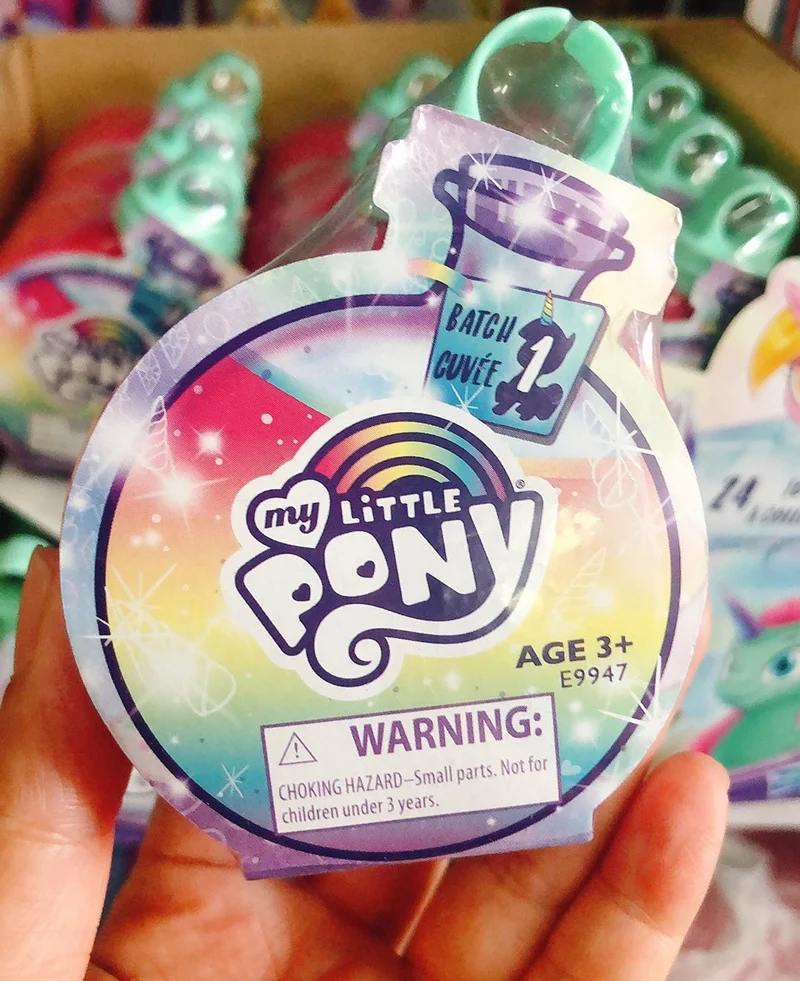 BATCH
CUVÉE
1
my LiTTLE
PONY
®
AGE 3+
E9947
WARNING:
CHOKING HAZARD–Small parts. Not for
children under 3 years.
24